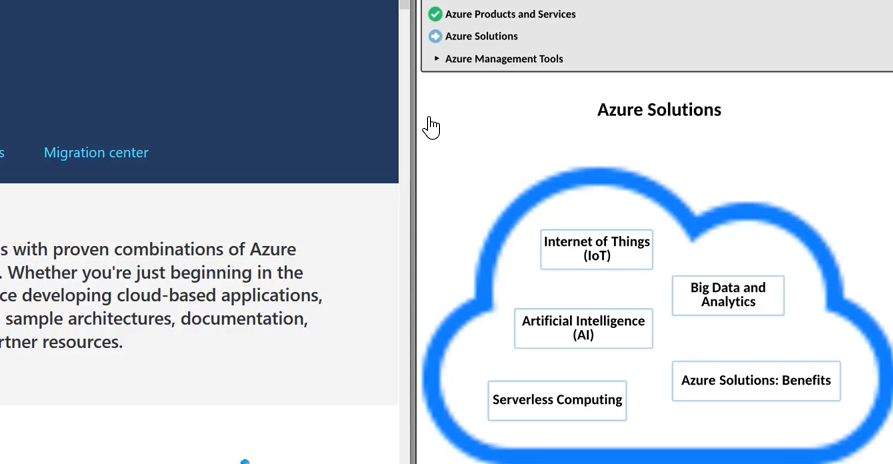 s
Migration center
s with proven combinations of Azure
. Whether you're just beginning in the
ce developing cloud-based applications,
sample architectures, documentation,
rtner resources.
Azure Products and Services
Azure Solutions
Azure Management Tools
Azure Solutions
Internet of Things
(IoT)
Big Data and
Analytics
Artificial Intelligence
(AI)
Azure Solutions: Benefits
Serverless Computing